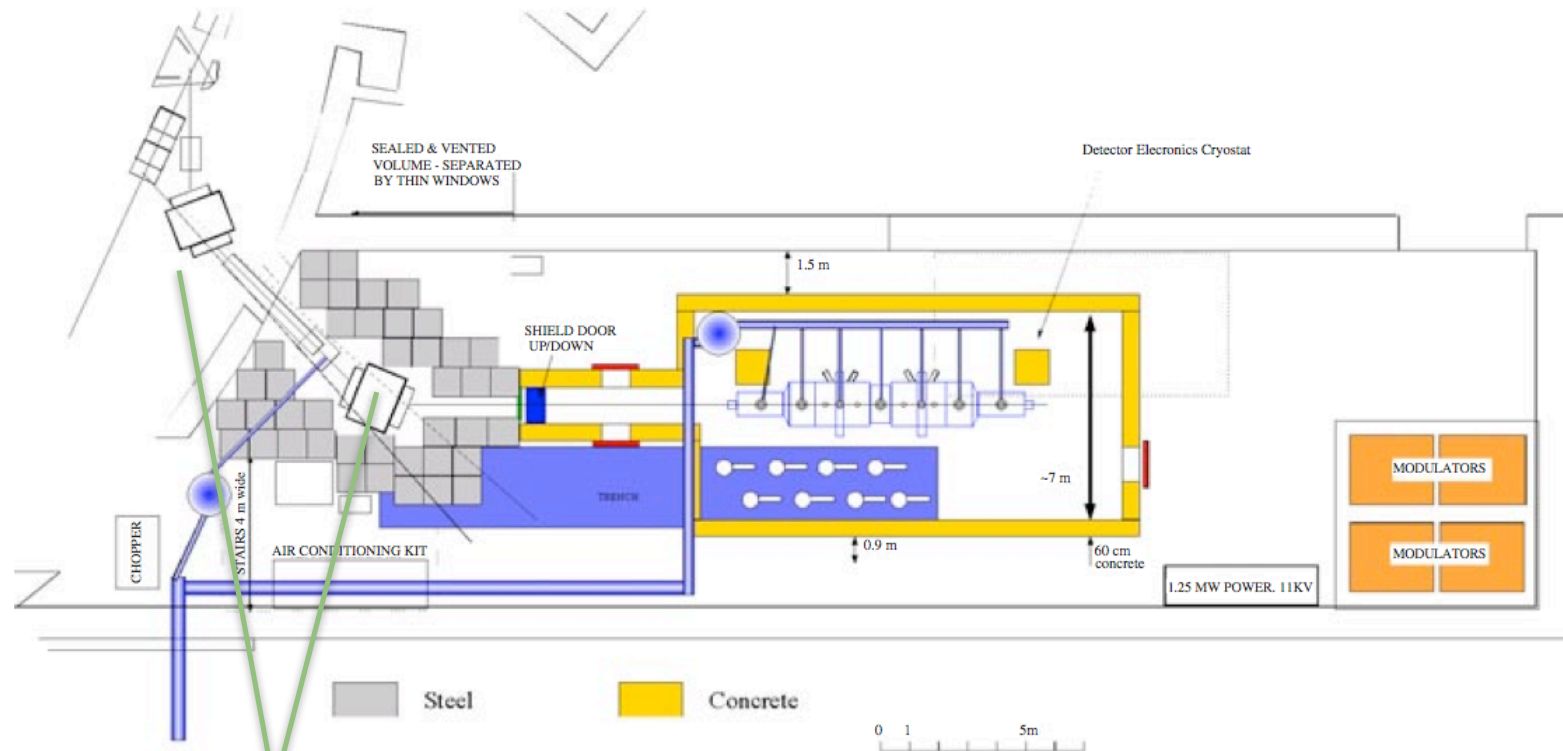 SEALED & VENTED
VOLUME - SEPARATED
BY THIN WINDOWS
Detector Elecronics Cryostat
1.5 m
SHIELD DOOR
UP/DOWN
~7 m
TRENCH
MODULATORS
MODULATORS
STAIRS 4 m wide
CHOPPER
AIR CONDITIONING KIT
0.9 m
60 cm
concrete
1.25 MW POWER. 11KV
Steel
Concrete
0 1 5m